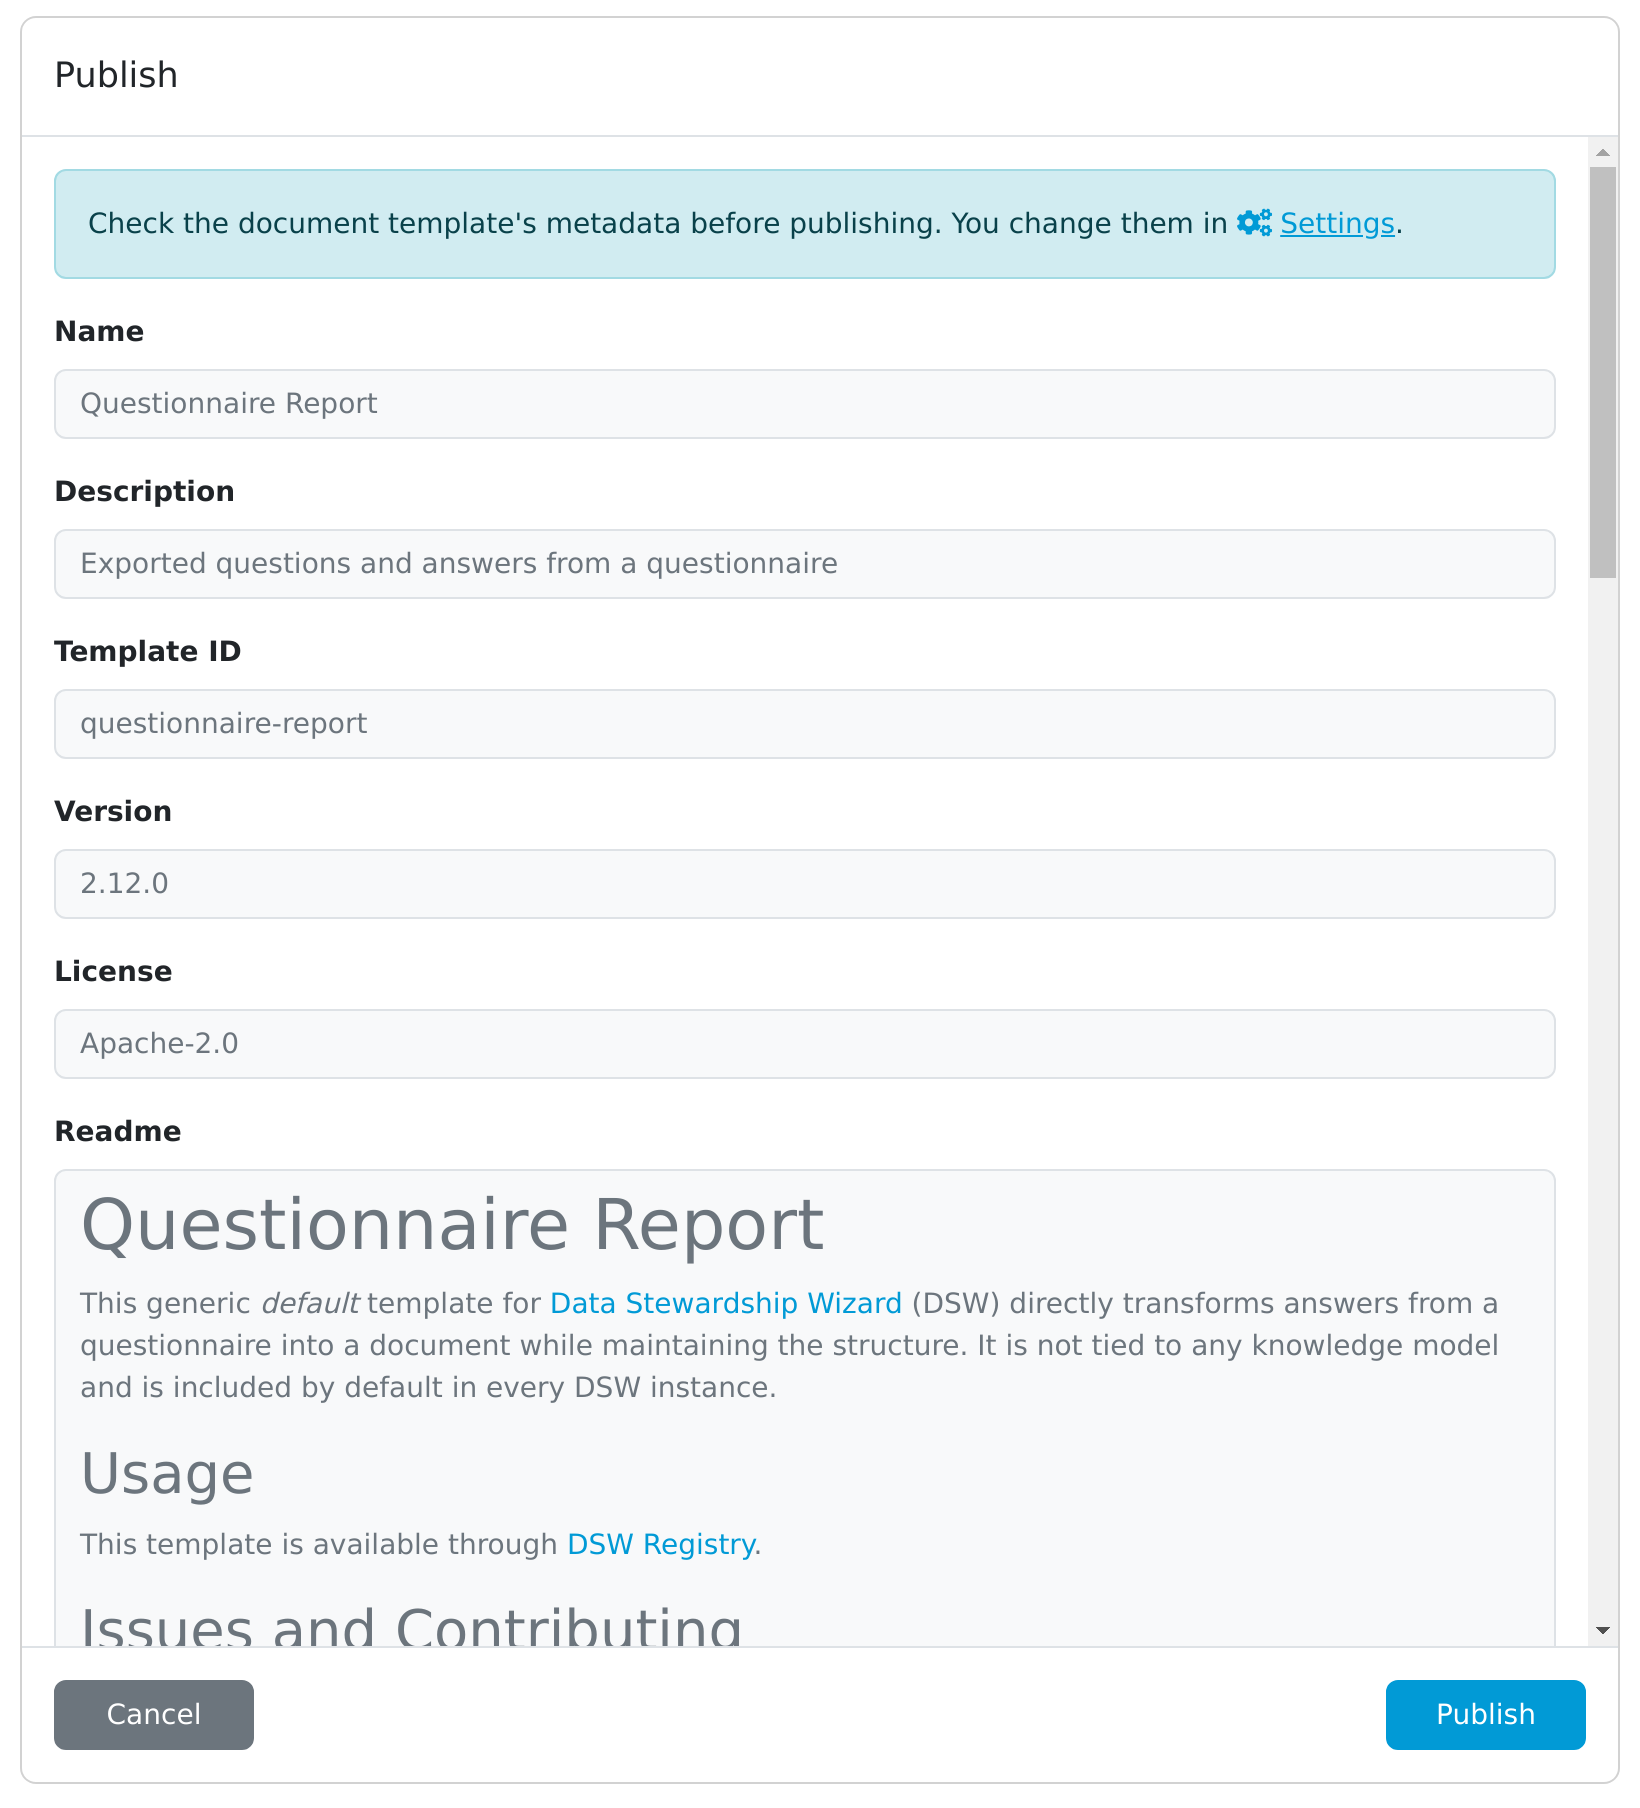 Publish
Check the document template's metadata before publishing. You change them in Settings.
Name
Questionnaire Report
Description
Exported questions and answers from a questionnaire
Template ID
questionnaire-report
Version
2.12.0
License
Apache-2.0
Readme
Questionnaire Report
This generic default template for Data Stewardship Wizard (DSW) directly transforms answers from a
questionnaire into a document while maintaining the structure. It is not tied to any knowledge model
and is included by default in every DSW instance.
Usage
This template is available through DSW Registry.
Issues and Contributing
Cancel
Publish